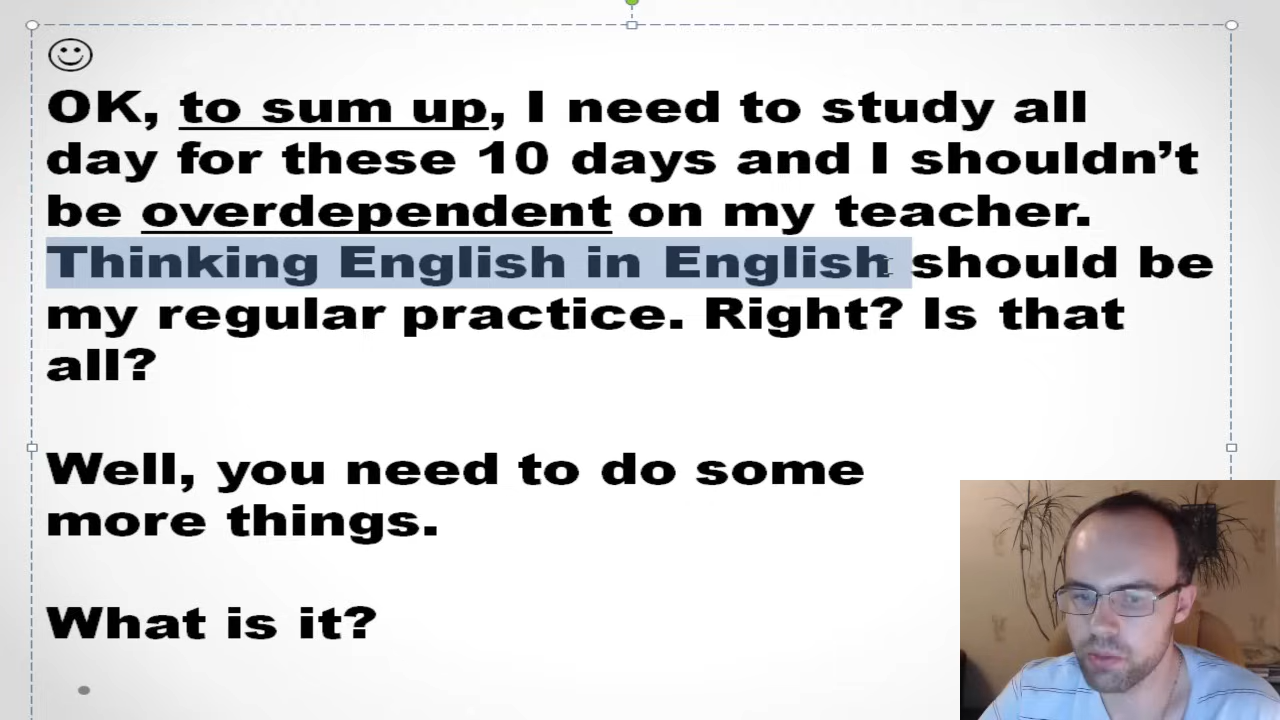 OK, to sum up, I need to study all
day for these 10 days and I shouldn’t
be overdependent on my teacher.
Thinking English in English should be
my regular practice. Right? Is that
all?
Well, you need to do some
more things.
What is it?